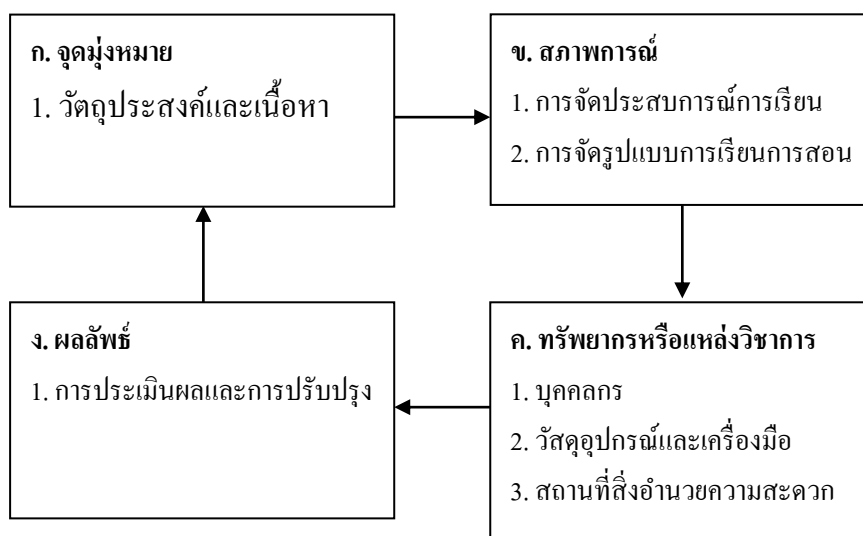 ก. จุดมุ่งหมาย
1. วัตถุประสงค์และเนื้อหา
ข. สภาพการณ์
1. การจัดประสบการณ์การเรียน
2. การจัดรูปแบบการเรียนการสอน
ค. ทรัพยากรหรือแหล่งวิชาการ
1. บุคคลกร
2. วัสดุอุปกรณ์และเครื่องมือ
3. สถานที่สิ่งอำนวยความสะดวก
ง. ผลลัพธ์
1. การประเมินผลและการปรับปรุง